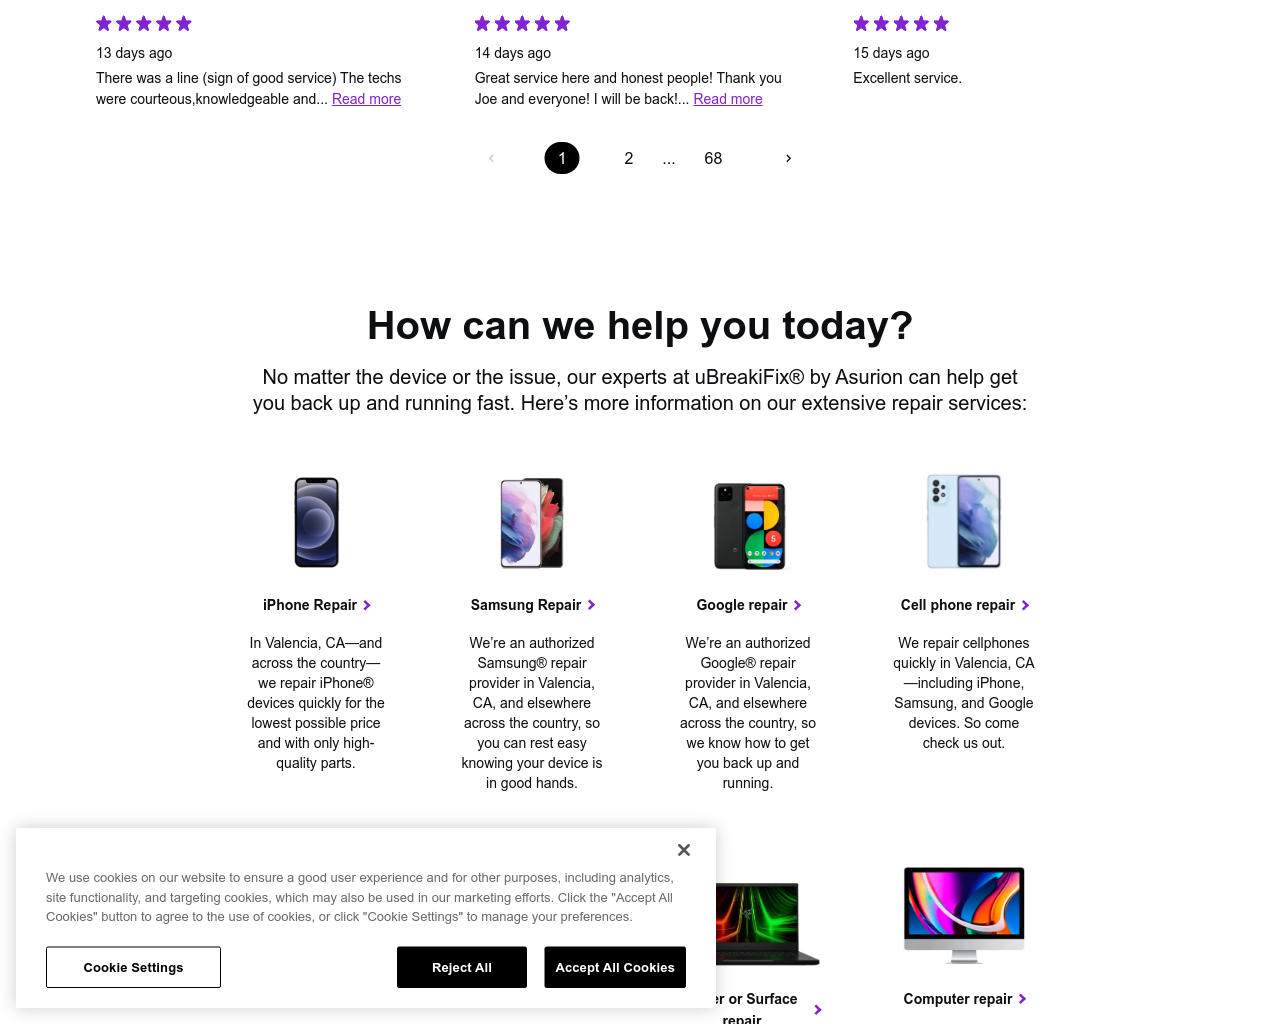 13 days ago
There was a line (sign of good service) The techs
were courteous,knowledgeable and... Read more
14 days ago
Great service here and honest people! Thank you
Joe and everyone! I will be back!... Read more
15 days ago
Excellent service.
1 2 ... 68
How can we help you today?
No matter the device or the issue, our experts at uBreakiFix® by Asurion can help get
you back up and running fast. Here’s more information on our extensive repair services:
iPhone Repair
In Valencia, CA—and
across the country—
we repair iPhone®
devices quickly for the
lowest possible price
and with only high-
quality parts.
Samsung Repair
We’re an authorized
Samsung® repair
provider in Valencia,
CA, and elsewhere
across the country, so
you can rest easy
knowing your device is
in good hands.
Google repair
We’re an authorized
Google® repair
provider in Valencia,
CA, and elsewhere
across the country, so
we know how to get
you back up and
running.
Cell phone repair
We repair cellphones
quickly in Valencia, CA
—including iPhone,
Samsung, and Google
devices. So come
check us out.
We use cookies on our website to ensure a good user experience and for other purposes, including analytics,
site functionality, and targeting cookies, which may also be used in our marketing efforts. Click the "Accept All
Cookies" button to agree to the use of cookies, or click "Cookie Settings" to manage your preferences.
Cookie Settings
Reject All
Accept All Cookies
or Surface
repair
Computer repair